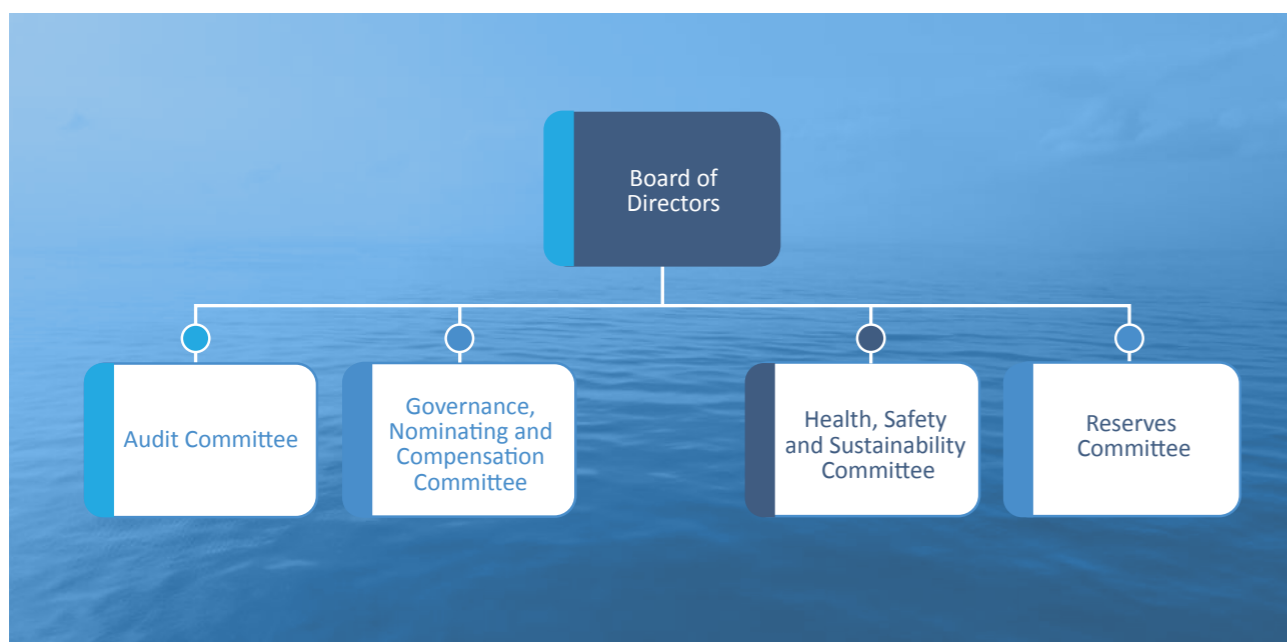 Board of
Directors
Audit Committee
Governance,
Nominating and
Compensation
Committee
Health, Safety
and Sustainability
Committee
Reserves
Committee